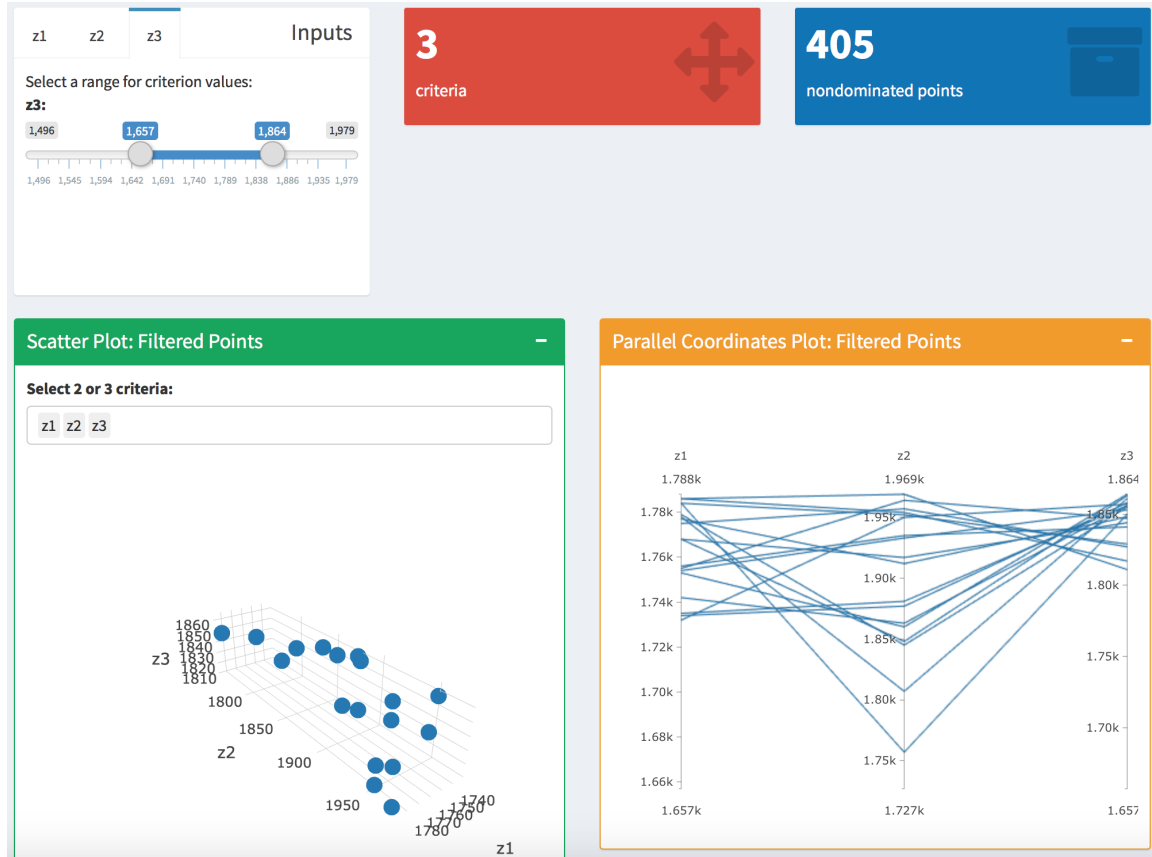 z1 z2 z3 Inputs
Select a range for criterion values:
z3:
1,496 1,657 1,864 1,979
1,496 1,545 1,594 1,642 1,691 1,740 1,789 1,838 1,886 1,935 1,979
3
criteria
405
nondominated points
Scatter Plot: Filtered Points
Select 2 or 3 criteria:
z1 z2 z3
1860
1850
1840
z3 1830
1820
1810
1800
1850
z2
1900
1950
1740
1750
1760
1770
1780
z1
Parallel Coordinates Plot: Filtered Points
z1 z2 z3
1.788k 1.969k 1.864
1.78k 1.95k 1.85k
1.76k
1.90k 1.80k
1.74k
1.85k
1.72k 1.75k
1.70k 1.80k
1.70k
1.68k
1.75k
1.66k
1.657k 1.727k 1.657